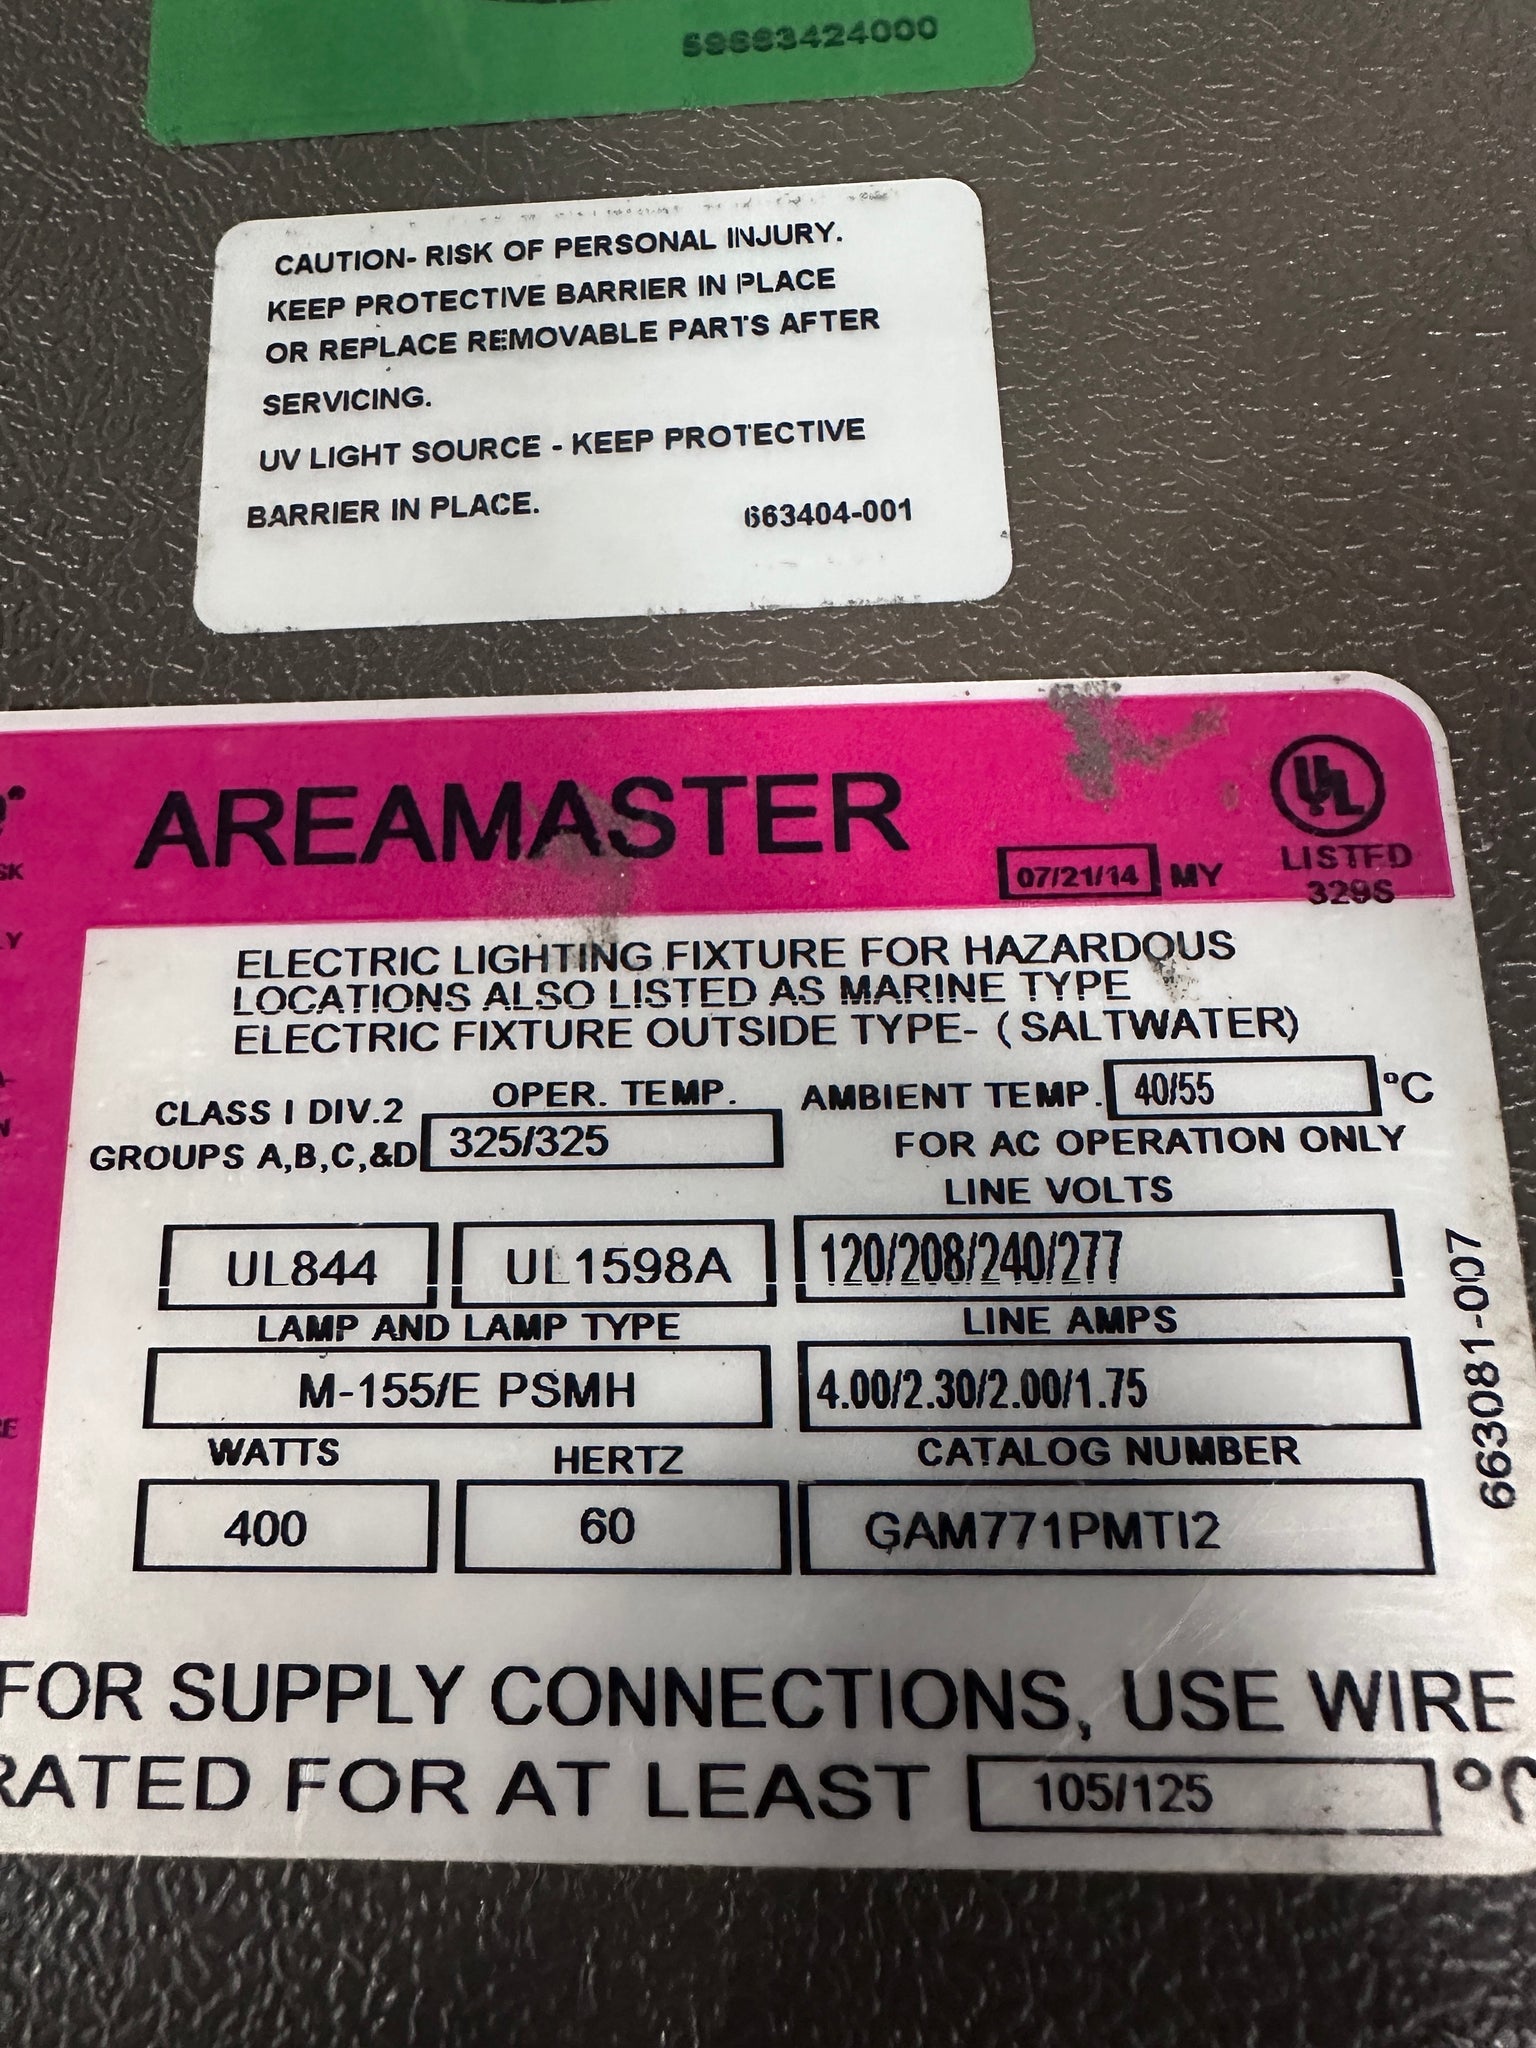 59663424000
CAUTION- RISK OF PERSONAL INJURY.
KEEP PROTECTIVE BARRIER IN PLACE
OR REPLACE REMOVABLE PARTS AFTER
SERVICING.
UV LIGHT SOURCE - KEEP PROTECTIVE
BARRIER IN PLACE.
663404-001
AREAMASTER
07/21/14 MY
UL
LISTED
329S
ELECTRIC LIGHTING FIXTURE FOR HAZARDOUS
LOCATIONS ALSO LISTED AS MARINE TYPE
ELECTRIC FIXTURE OUTSIDE TYPE- (SALTWATER)
CLASS I DIV.2
GROUPS A,B,C,&D
OPER. TEMP.
325/325
AMBIENT TEMP. 40/55 °C
FOR AC OPERATION ONLY
LINE VOLTS
UL844 UL1598A 120/208/240/277
LAMP AND LAMP TYPE LINE AMPS
M-155/E PSMH 4.00/2.30/2.00/1.75
WATTS HERTZ CATALOG NUMBER
400 60 GAM771PMTI2
663081-007
FOR SUPPLY CONNECTIONS, USE WIRE
RATED FOR AT LEAST 105/125 °C